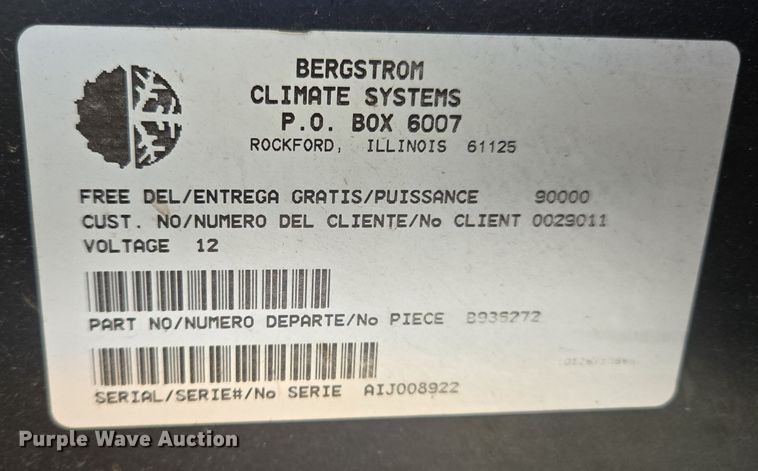 BERGSTROM
CLIMATE SYSTEMS
P.O. BOX 6007
ROCKFORD, ILLINOIS 61125
FREE DEL/ENTREGA GRATIS/PUISSANCE 90000
CUST. NO/NUMERO DEL CLIENTE/No CLIENT 0029011
VOLTAGE 12
PART NO/NUMERO DEPARTE/No PIECE B936272
SERIAL/SERIE#/No SERIE AIJ008922
Purple Wave Auction